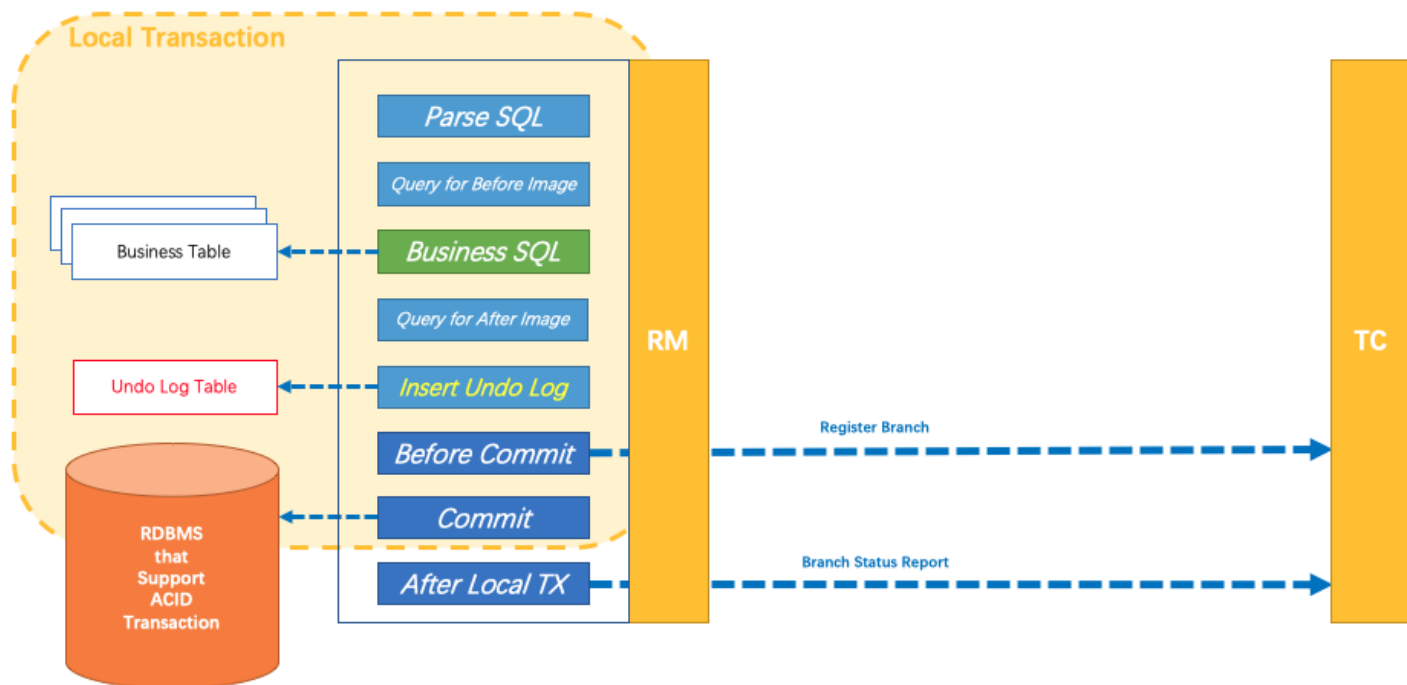 Local Transaction
Parse SQL
Query for Before Image
Business Table
Business SQL
Query for After Image
RM
TC
Undo Log Table
Insert Undo Log
Register Branch
Before Commit
Commit
RDBMS
that
Support
ACID
Transaction
Branch Status Report
After Local TX